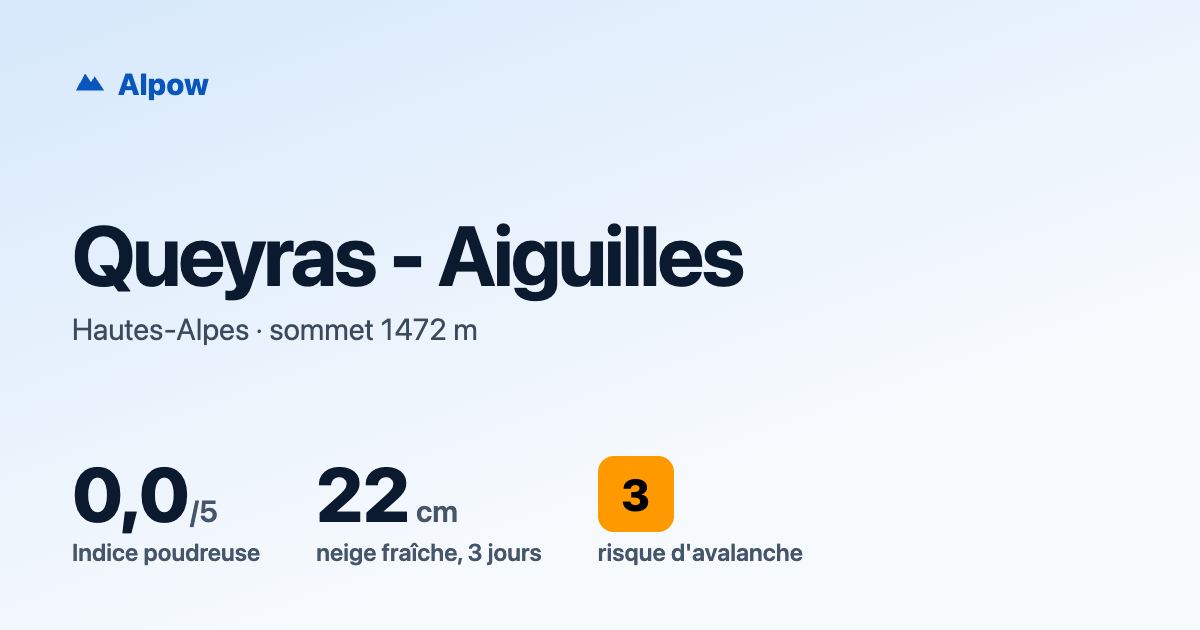 Alpow
Queyras - Aiguilles
Hautes-Alpes · sommet 1472 m
0,0/5
Indice poudreuse
22 cm
neige fraîche, 3 jours
3
risque d'avalanche